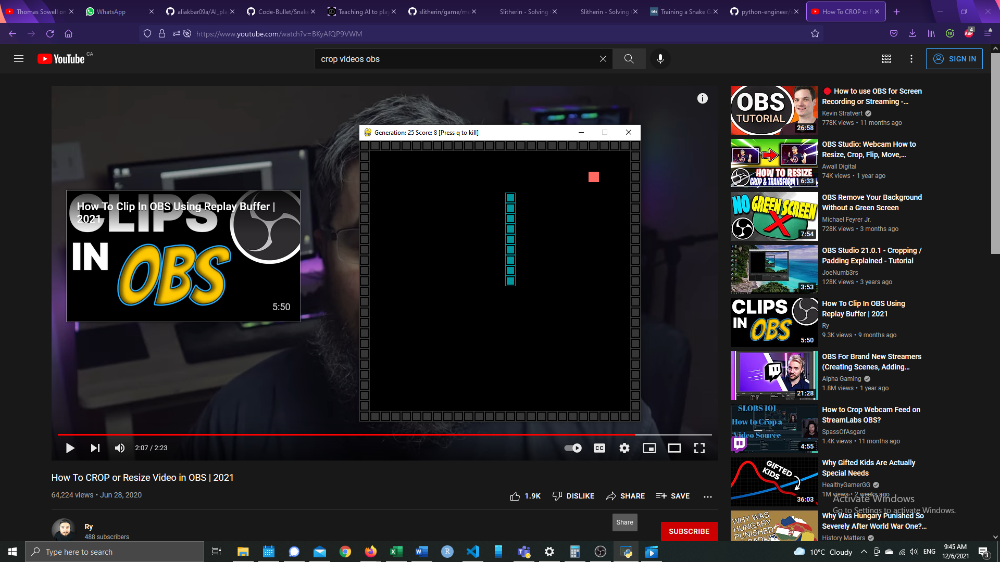 Thomas Sowell on
WhatsApp
aliakbar09a/AI_pla
Code-Bullet/Snake
Teaching AI to play
slitherin/game/mo
Slitherin - Solving
Slitherin - Solving
tds Training a Snake G
python-engineer/
How To CROP or R
https://www.youtube.com/watch?v=BKyAfQP9VWM
18
ABP
4
YouTube CA
crop videos obs
SIGN IN
Generation: 25 Score: 8 [Press q to kill]
CLIPS
IN
OBS
How To Clip In OBS Using Replay Buffer |
2021
5:50
2:07 / 2:23
CC
How To CROP or Resize Video in OBS | 2021
64,224 views • Jun 28, 2020
1.9K
DISLIKE
SHARE
SAVE
Share
Ry
488 subscribers
SUBSCRIBE
OBS
TUTORIAL
26:58
How to use OBS for Screen
Recording or Streaming -...
Kevin Stratvert
778K views • 11 months ago
HOW TO RESIZE
CROP & TRANSFORM
6:33
OBS Studio: Webcam How to
Resize, Crop, Flip, Move,...
Awall Digital
74K views • 1 year ago
NO GREEN SCREEN
7:54
OBS Remove Your Background
Without a Green Screen
Michael Feyrer Jr.
728K views • 3 months ago
3:53
OBS Studio 21.0.1 - Cropping /
Padding Explained - Tutorial
JoeNumb3rs
128K views • 3 years ago
CLIPS
IN OBS
5:50
How To Clip In OBS Using
Replay Buffer | 2021
Ry
9.3K views • 9 months ago
21:28
OBS For Brand New Streamers
(Creating Scenes, Adding...
Alpha Gaming
1.8M views • 1 year ago
SLOBS 101
How to Crop a
Video Source
4:55
How to Crop Webcam Feed on
StreamLabs OBS?
SpassOfAsgard
1.4K views • 11 months ago
GIFTED
KIDS
36:03
Why Gifted Kids Are Actually
Special Needs
HealthyGamerGG
1M views • 2 weeks ago
WHY WAS
HUNGARY
PUNISHED
Why Was Hungary Punished So
Severely After World War One?...
History Matters
Activate Windows
Go to Settings to activate Windows.
Type here to search
10°C Cloudy
ENG
9:45 AM
12/6/2021
3